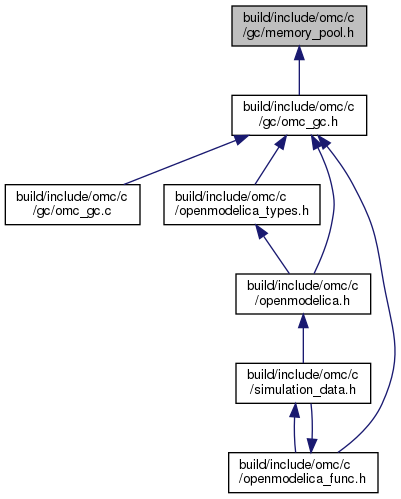 build/include/omc/c
/gc/memory_pool.h
build/include/omc/c
/gc/omc_gc.h
build/include/omc/c
/gc/omc_gc.c
build/include/omc/c
/openmodelica_types.h
build/include/omc/c
/openmodelica.h
build/include/omc/c
/simulation_data.h
build/include/omc/c
/openmodelica_func.h